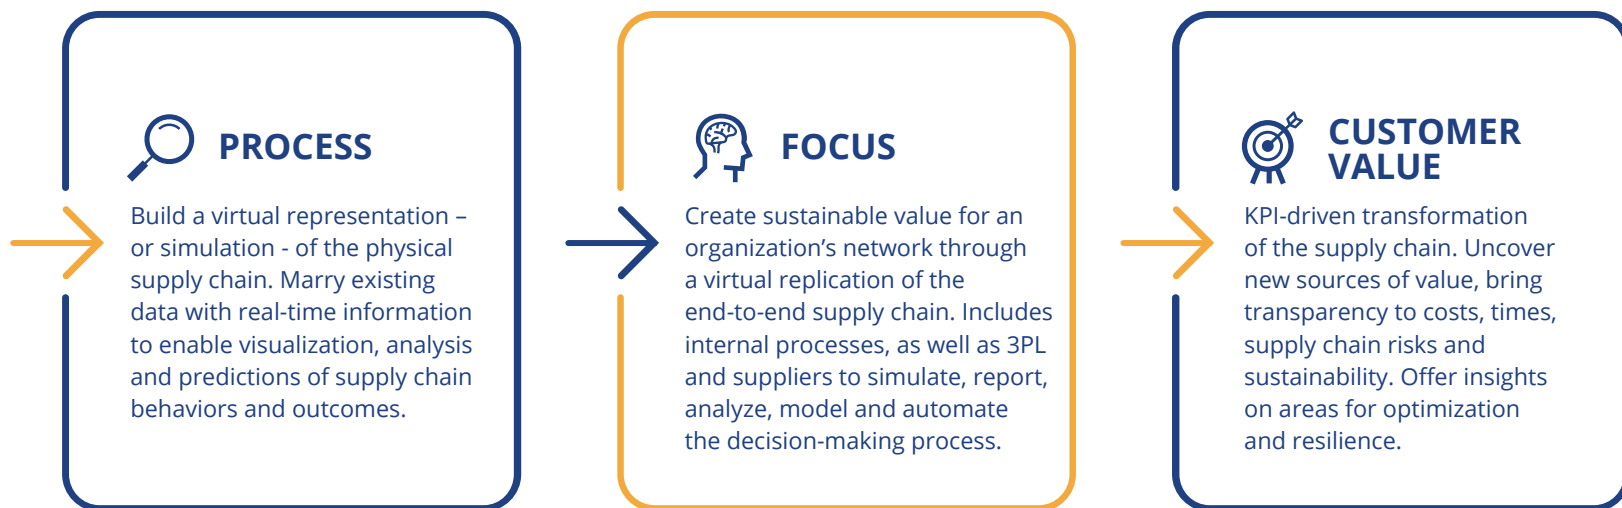 PROCESS
Build a virtual representation –
or simulation - of the physical
supply chain. Marry existing
data with real-time information
to enable visualization, analysis
and predictions of supply chain
behaviors and outcomes.
FOCUS
Create sustainable value for an
organization’s network through
a virtual replication of the
end-to-end supply chain. Includes
internal processes, as well as 3PL
and suppliers to simulate, report,
analyze, model and automate
the decision-making process.
CUSTOMER
VALUE
KPI-driven transformation
of the supply chain. Uncover
new sources of value, bring
transparency to costs, times,
supply chain risks and
sustainability. Offer insights
on areas for optimization
and resilience.